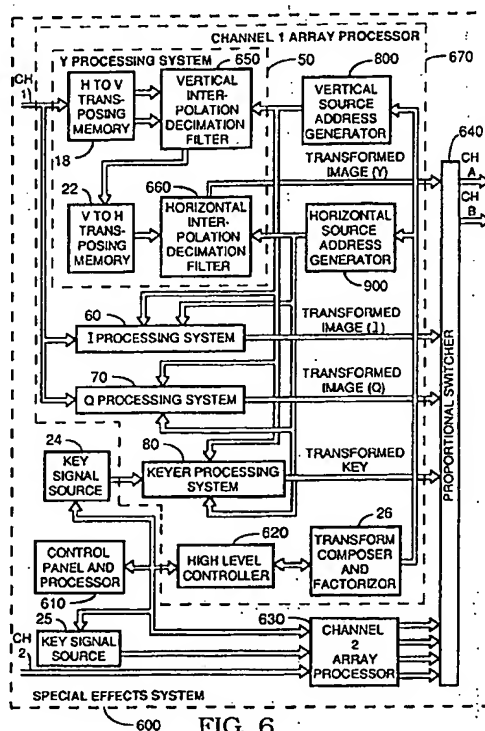 CHANNEL 1 ARRAY PROCESSOR
Y PROCESSING SYSTEM
650
50
800
670
CH
1
H TO V
TRANS-
POSING
MEMORY
18
VERTICAL
INTER-
POLATION
DECIMATION
FILTER
VERTICAL
SOURCE
ADDRESS
GENERATOR
640
22
660
TRANSFORMED
IMAGE (Y)
CH
A
CH
B
V TO H
TRANS-
POSING
MEMORY
HORIZONTAL
INTER-
POLATION
DECIMATION
FILTER
HORIZONTAL
SOURCE
ADDRESS
GENERATOR
900
60
I PROCESSING SYSTEM
TRANSFORMED
IMAGE (I)
70
Q PROCESSING SYSTEM
TRANSFORMED
IMAGE (Q)
PROPORTIONAL SWITCHER
24
KEY
SIGNAL
SOURCE
80
KEYER PROCESSING
SYSTEM
TRANSFORMED
KEY
620
26
CONTROL
PANEL AND
PROCESSOR
610
HIGH LEVEL
CONTROLLER
TRANSFORM
COMPOSER
AND
FACTORIZOR
25
KEY SIGNAL
SOURCE
630
CHANNEL
2
ARRAY
PROCESSOR
CH
2
SPECIAL EFFECTS SYSTEM
600
FIG. 6